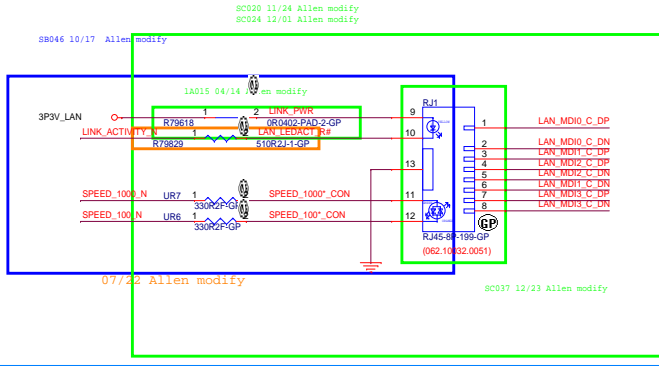 SC020 11/24 Allen modify
SC024 12/01 Allen modify
SB046 10/17 Allen modify
1A015 04/14 en modify
RJ1
3P3V_LAN 1 2 LINK_PWR 9
R79618 0R0402-PAD-2-GP
LINK_ACTIVITY_N 1 LAN_LEDACT_R# 10
R79829 510R2J-1-GP
13
SPEED_1000_N UR7 1 SPEED_1000*_CON 11
330R2F-GP
SPEED_100_N UR6 1 SPEED_100*_CON 12
330R2F-GP
1 LAN_MDI0_C_DP
2 LAN_MDI0_C_DN
3 LAN_MDI1_C_DP
4 LAN_MDI2_C_DP
5 LAN_MDI2_C_DN
6 LAN_MDI1_C_DN
7 LAN_MDI3_C_DP
8 LAN_MDI3_C_DN
GP
RJ45-8P-199-GP
(062.10032.0051)
07/22 Allen modify
SC037 12/23 Allen modify